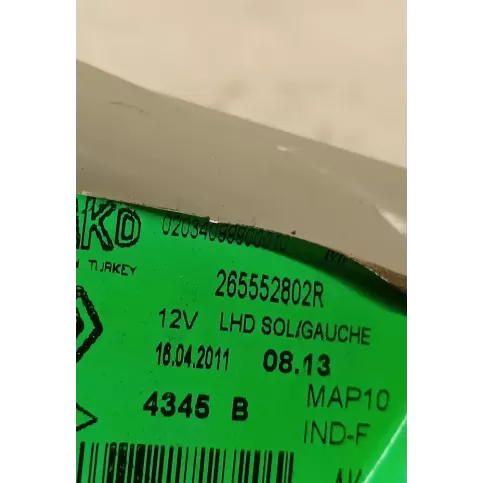 TURKEY
265552802R
12V LHD SOL/GAUCHE
16.04.2011 08.13
4345 B MAP10
IND-F